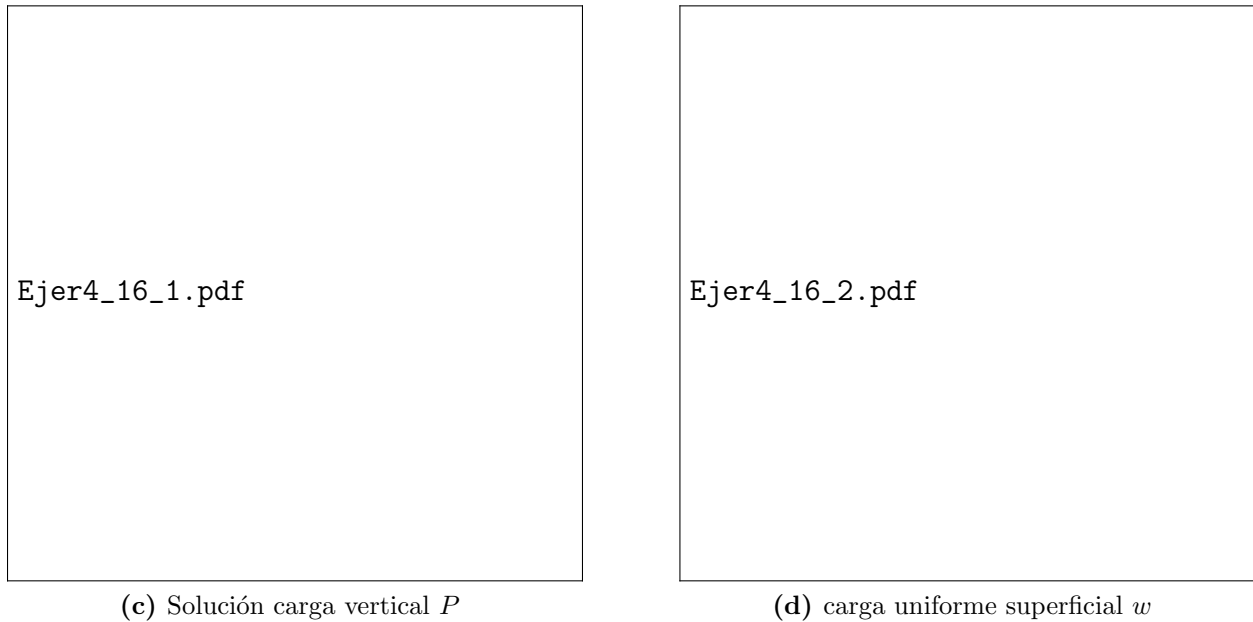 Ejer4_16_1.pdf
Ejer4_16_2.pdf
(c) Solución carga vertical P
(d) carga uniforme superficial w